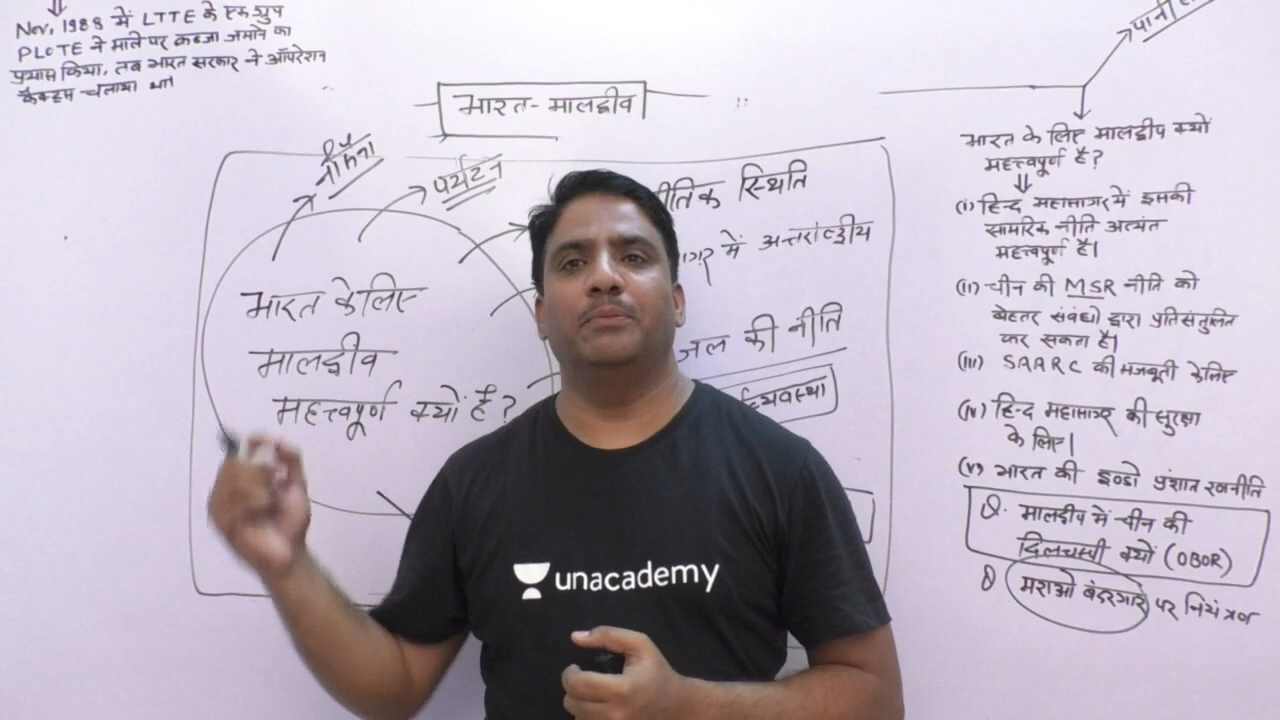 Nov, 1988 में LTTE के एक ग्रुप
PLOTE ने माले पर कब्जा जमाने का
प्रयास किया, तब भारत सरकार ने ऑपरेशन
कैक्टस चलाया था।
भारत-मालद्वीव
पर्यटन
भारत के लिए
मालद्वीव
महत्त्वपूर्ण क्यों है?
स्थिति
में अन्तर्राष्ट्रीय
जल की नीति
भारत के लिए मालद्वीप क्यों
महत्त्वपूर्ण है?
(i) हिन्द महासागर में इसकी
सामरिक नीति अत्यंत
महत्त्वपूर्ण है।
(ii) चीन की MSR नीति को
बेहतर संबंधो द्वारा प्रतिसंतुलित
कर सकता है।
(iii) SAARC की मजबूती के लिए
(iv) हिन्द महासागर की सुरक्षा
के लिए।
(v) भारत की इण्डो प्रशांत रणनीति
Q. मालदीप में चीन की
दिलचस्पी क्यों (OBOR)
मराओ बंदरगाह पर नियंत्रण
unacademy